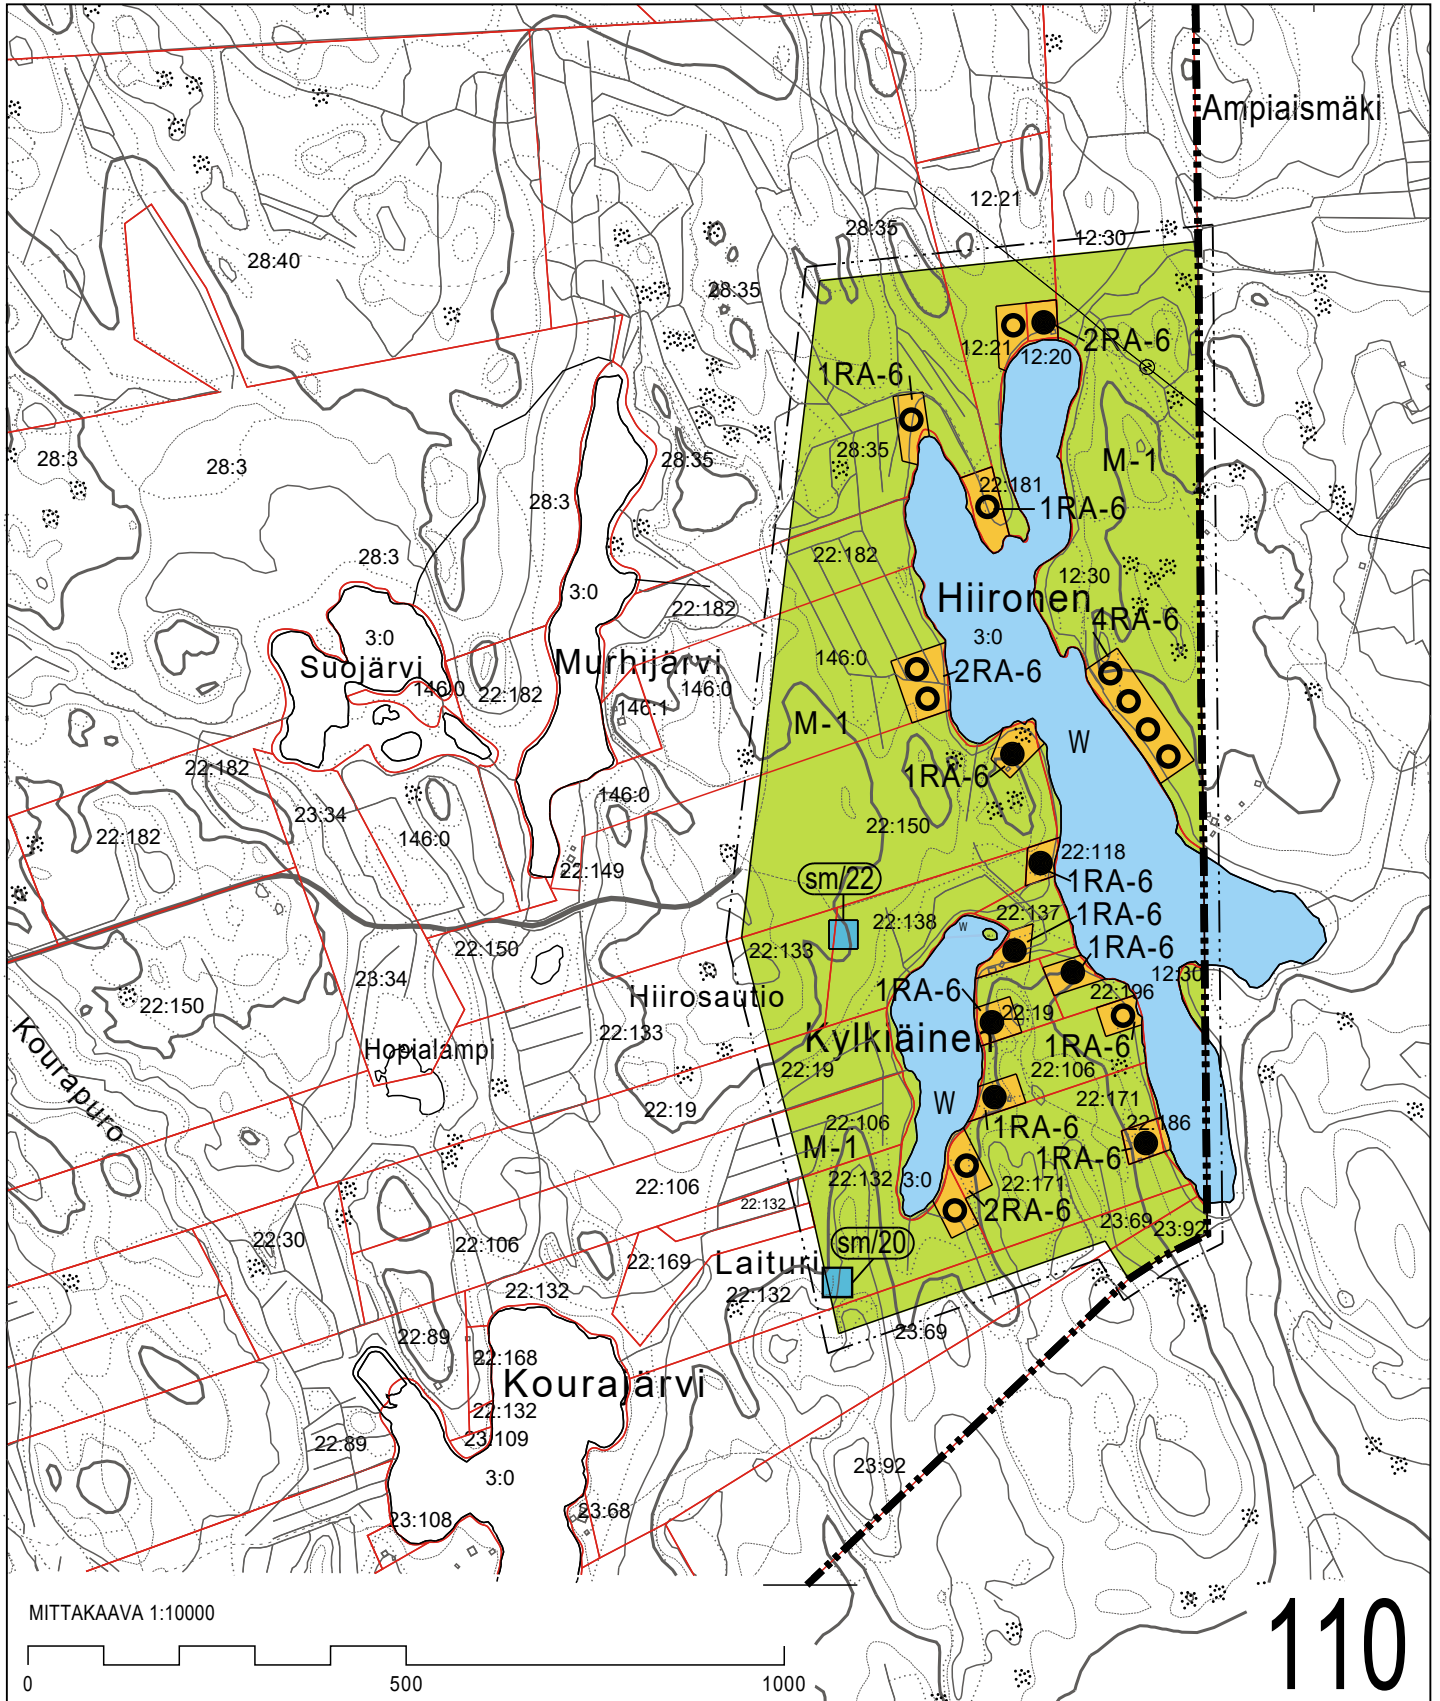 Ampiaismäki
12:21
28:35
12:30
28:40
28:35
12:21
12:20
2RA-6
1RA-6
28:3
28:3
28:35
28:35
M-1
28:3
22:181
1RA-6
28:3
22:182
12:30
3:0
22:182
Hiironen
3:0
4RA-6
3:0
Suojärvi
Murhijärvi
146:0
2RA-6
146:0
22:182
146:0
146:1
M-1
W
22:182
1RA-6
146:0
23:34
22:182
146:0
22:150
22:149
22:118
sm/22
1RA-6
22:138
22:137
1RA-6
W
22:150
22:133
1RA-6
23:34
12:30
22:150
Hiirosautio
1RA-6
22:196
22:133
22:19
Kourapuro
Hopialampi
Kylkiäinen
1RA-6
22:19
22:106
22:19
W
22:171
22:106
1RA-6
22:186
M-1
1RA-6
22:132
3:0
22:171
22:106
22:132
2RA-6
23:69
23:92
22:30
22:106
sm/20
22:169
Laituri
22:132
22:132
22:89
23:69
22:168
Kourajärvi
22:132
22:89
23:109
23:92
3:0
23:108
23:68
MITTAKAAVA 1:10000
110
0
500
1000